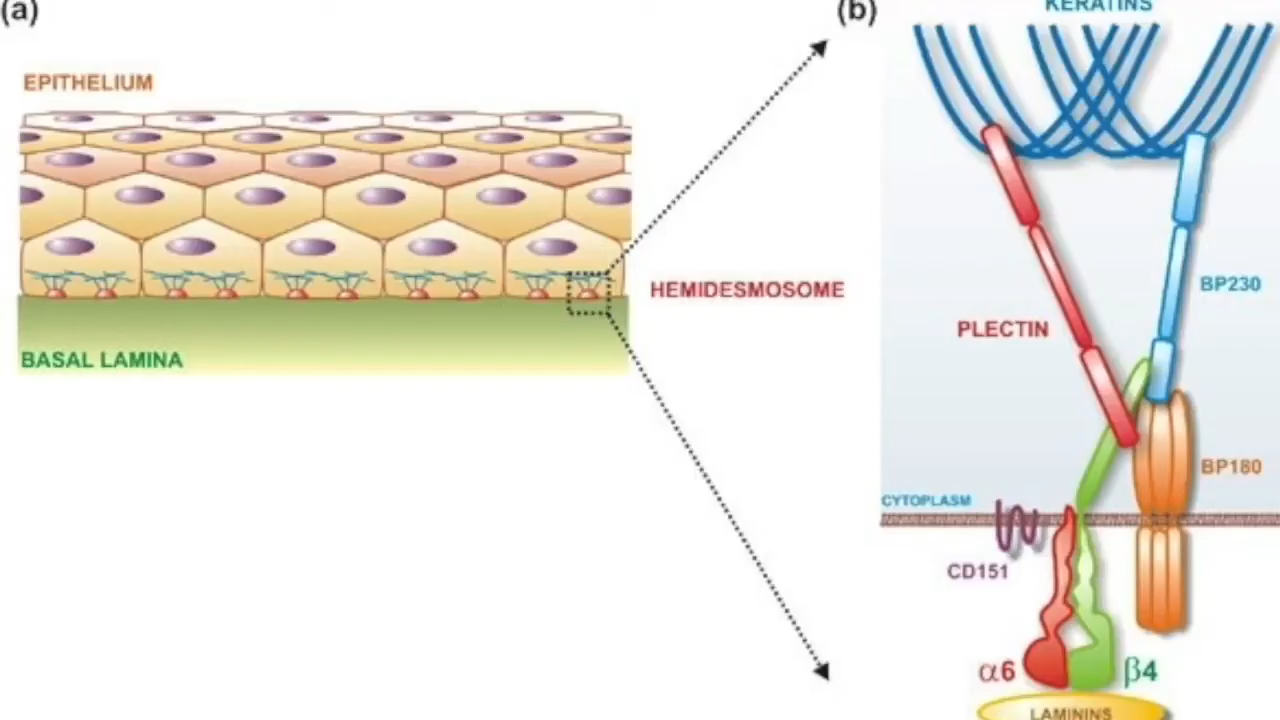 (a)
EPITHELIUM
HEMIDESMOSOME
BASAL LAMINA
(b)
KERATINS
BP230
PLECTIN
BP180
CYTOPLASM
CD151
α6
β4
LAMININS